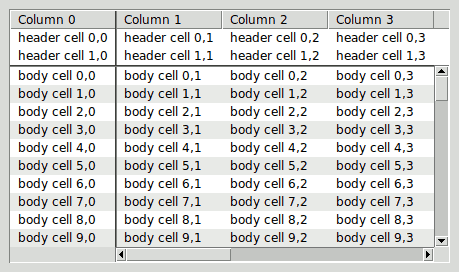 Column 0 Column 1 Column 2 Column 3
header cell 0,0 header cell 0,1 header cell 0,2 header cell 0,3
header cell 1,0 header cell 1,1 header cell 1,2 header cell 1,3
body cell 0,0 body cell 0,1 body cell 0,2 body cell 0,3
body cell 1,0 body cell 1,1 body cell 1,2 body cell 1,3
body cell 2,0 body cell 2,1 body cell 2,2 body cell 2,3
body cell 3,0 body cell 3,1 body cell 3,2 body cell 3,3
body cell 4,0 body cell 4,1 body cell 4,2 body cell 4,3
body cell 5,0 body cell 5,1 body cell 5,2 body cell 5,3
body cell 6,0 body cell 6,1 body cell 6,2 body cell 6,3
body cell 7,0 body cell 7,1 body cell 7,2 body cell 7,3
body cell 8,0 body cell 8,1 body cell 8,2 body cell 8,3
body cell 9,0 body cell 9,1 body cell 9,2 body cell 9,3